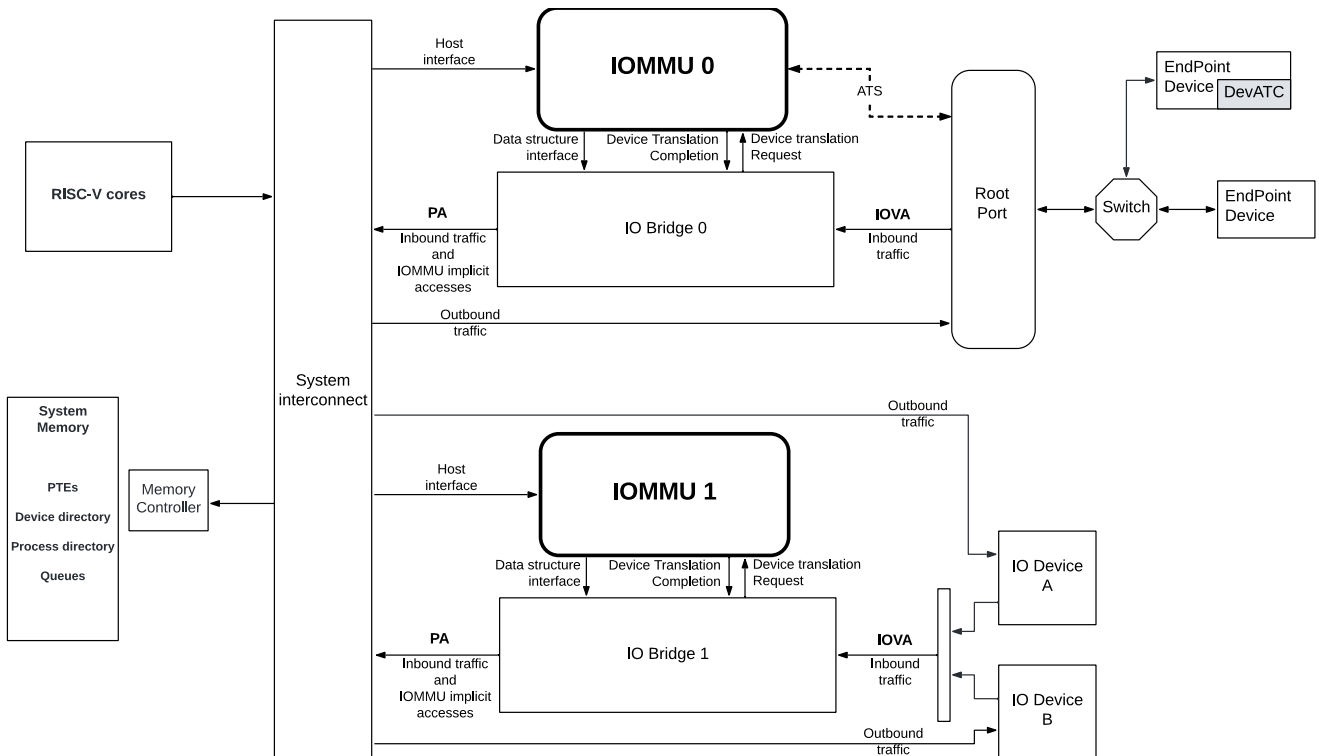 Host
interface
IOMMU 0
ATS
EndPoint
Device
DevATC
Data structure
interface
Device Translation
Completion
Device translation
Request
RISC-V cores
PA
Inbound traffic
and
IOMMU implicit
accesses
IO Bridge 0
IOVA
Inbound
traffic
Root
Port
Switch
EndPoint
Device
Outbound
traffic
System
interconnect
System
Memory
PTEs
Device directory
Process directory
Queues
Memory
Controller
Outbound
traffic
Host
interface
IOMMU 1
Data structure
interface
Device Translation
Completion
Device translation
Request
IO Device
A
PA
Inbound traffic
and
IOMMU implicit
accesses
IO Bridge 1
IOVA
Inbound
traffic
IO Device
B
Outbound
traffic